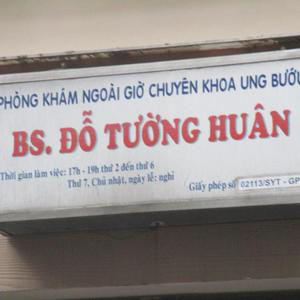 PHÒNG KHÁM NGOÀI GIỜ CHUYÊN KHOA UNG BƯỚU
BS. ĐỖ TƯỜNG HUÂN
Thời gian làm việc: 17h - 19h thứ 2 đến thứ 6
Thứ 7, Chủ nhật, ngày lễ: nghỉ
Giấy phép số 02113/SYT - GP